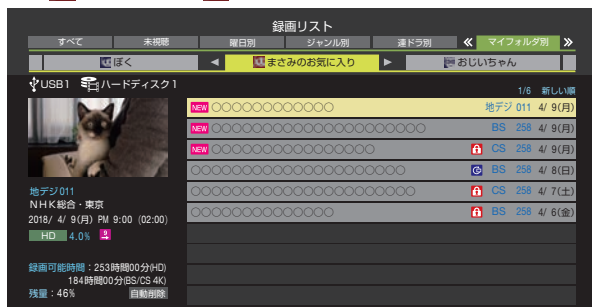 録画リスト
すべて 未視聴 曜日別 ジャンル別 連ドラ別 ≪ マイフォルダ別 ≫
ぼく ◀ まさみのお気に入り ▶ おじいちゃん
USB1 ハードディスク1
1/6 新しい順
NEW 〇〇〇〇〇〇〇〇〇〇〇〇 地デジ 011 4/ 9(月)
NEW 〇〇〇〇〇〇〇〇〇〇〇〇〇〇〇〇〇〇〇〇〇 BS 258 4/ 9(月)
NEW 〇〇〇〇〇〇〇〇〇〇〇〇〇〇〇〇 CS 258 4/ 9(月)
〇〇〇〇〇〇〇〇〇〇〇〇〇〇〇〇〇〇〇〇〇 BS 258 4/ 8(日)
〇〇〇〇〇〇〇〇〇〇〇〇〇〇〇〇〇〇〇〇〇〇 CS 258 4/ 7(土)
〇〇〇〇〇〇〇〇〇〇〇〇〇〇 BS 258 4/ 6(金)
地デジ011
NHK総合・東京
2018/ 4/ 9(月) PM 9:00 (02:00)
HD 4.0% 9
録画可能時間：253時間00分(HD)
184時間00分(BS/CS 4K)
残量：46% 自動削除